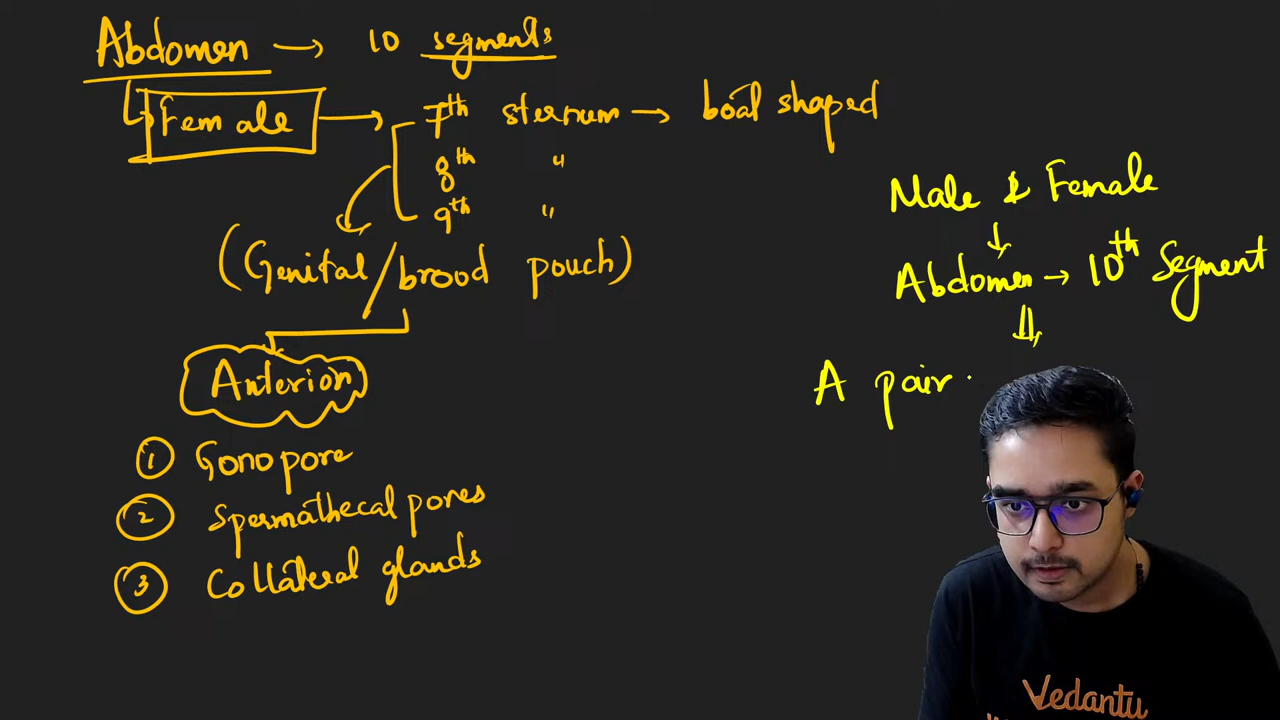 Abdomen → 10 segments
Female → 7th sternum → boat shaped
8th "
9th "
(Genital/brood pouch)
Anterior
1 Gonopore
2 Spermathecal pores
3 Collateral glands
Male & Female
↓
Abdomen → 10th Segment
⇓
A pair
Vedantu